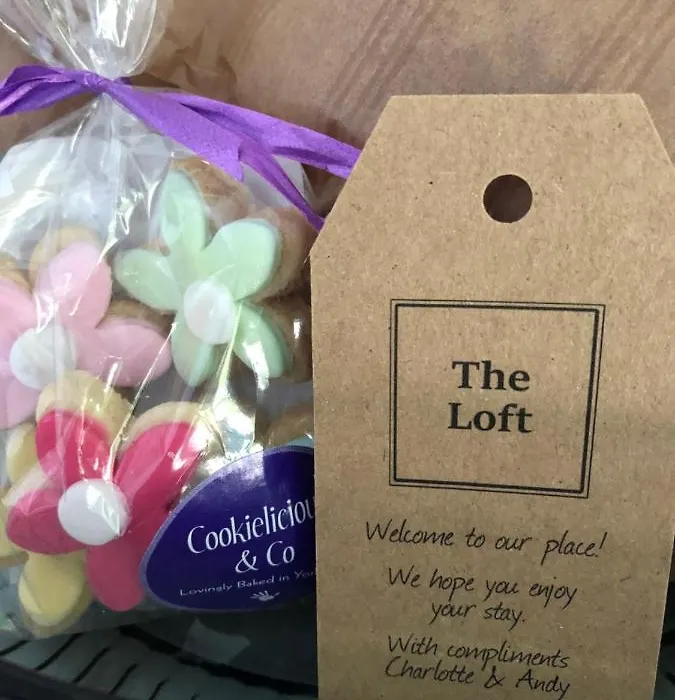 The
Loft
Welcome to our place!
We hope you enjoy
your stay.
With compliments
Charlotte & Andy
Cookieliciou
& Co
Lovingly Baked in